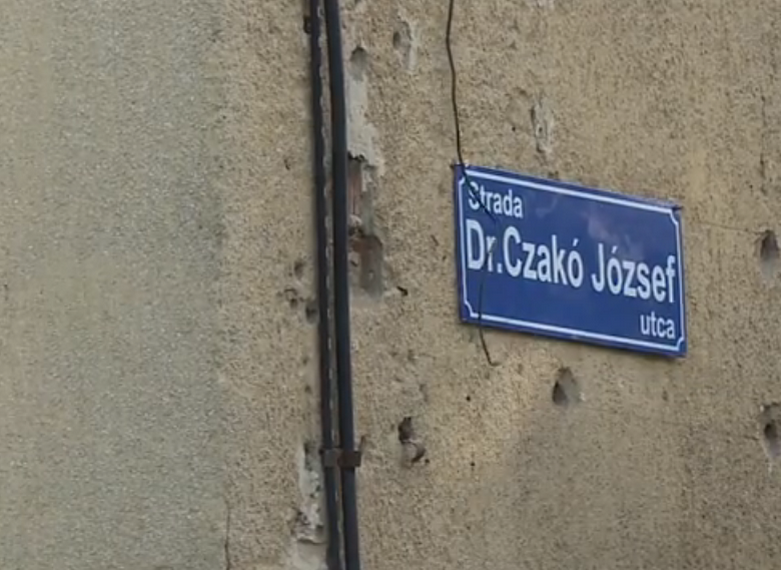 Strada
Dr.Czakó József
utca